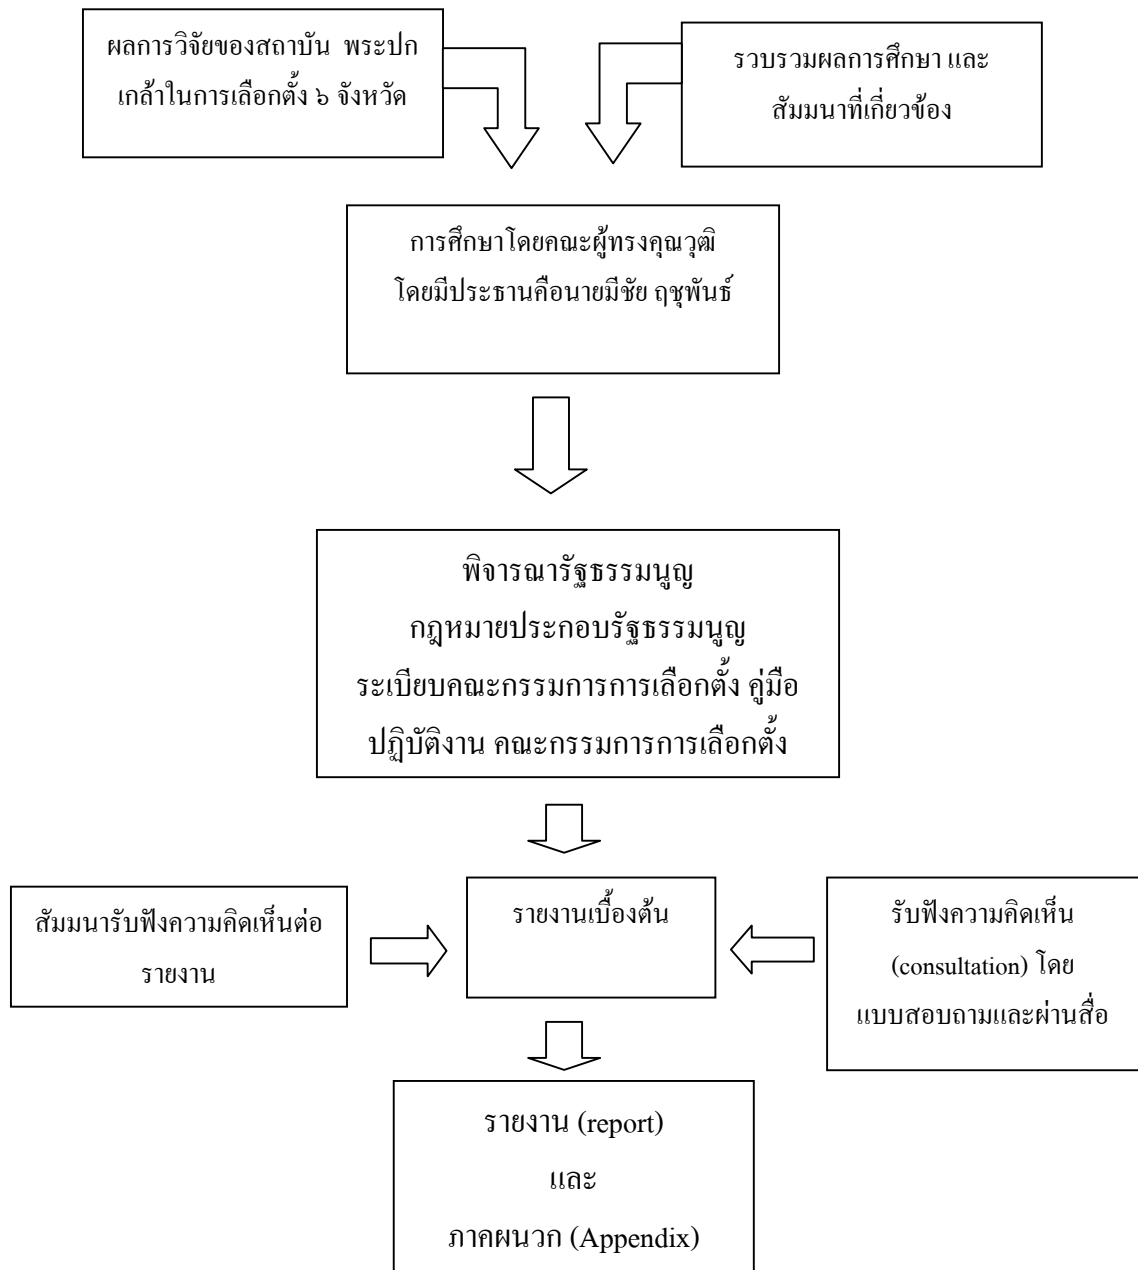 ผลการวิจัยของสถาบัน พระปก
เกล้าในการเลือกตั้ง ๖ จังหวัด
รวบรวมผลการศึกษา และ
สัมมนาที่เกี่ยวข้อง
การศึกษาโดยคณะผู้ทรงคุณวุฒิ
โดยมีประธานคือนายมีชัย ฤชุพันธ์
พิจารณารัฐธรรมนูญ
กฎหมายประกอบรัฐธรรมนูญ
ระเบียบคณะกรรมการการเลือกตั้ง คู่มือ
ปฏิบัติงาน คณะกรรมการการเลือกตั้ง
สัมมนารับฟังความคิดเห็นต่อ
รายงาน
รายงานเบื้องต้น
รับฟังความคิดเห็น
(consultation) โดย
แบบสอบถามและผ่านสื่อ
รายงาน (report)
และ
ภาคผนวก (Appendix)